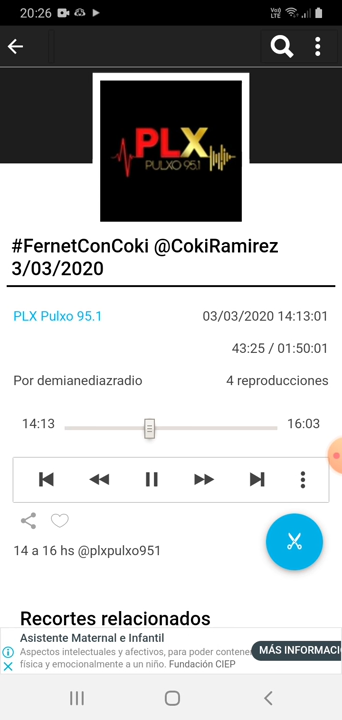 20:26
Vo)) LTE
PLX
PULXO 95.1
#FernetConCoki @CokiRamirez
3/03/2020
PLX Pulxo 95.1 03/03/2020 14:13:01
43:25 / 01:50:01
Por demianediazradio 4 reproducciones
14:13 16:03
14 a 16 hs @plxpulxo951
Recortes relacionados
Asistente Maternal e Infantil
Aspectos intelectuales y afectivos, para poder contene
física y emocionalmente a un niño. Fundación CIEP
MÁS INFORMACI